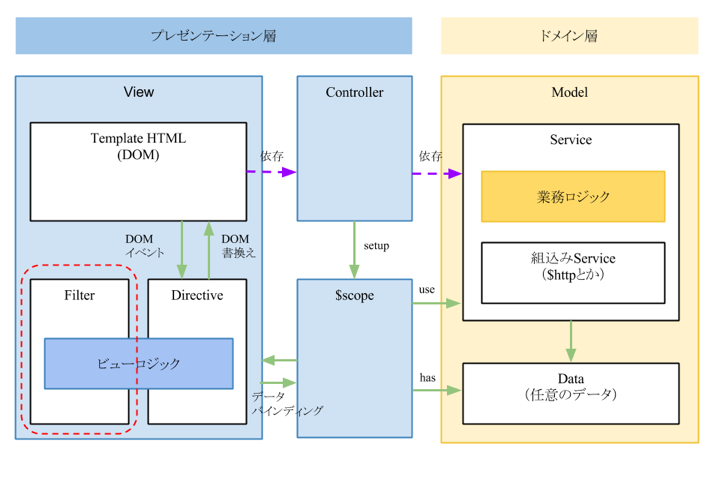 プレゼンテーション層
ドメイン層
View
Controller
Model
Template HTML
(DOM)
依存
依存
Service
業務ロジック
組込みService
($httpとか)
DOM
イベント
DOM
書換え
setup
Filter
Directive
$scope
use
ビューロジック
データ
バインディング
has
Data
(任意のデータ)